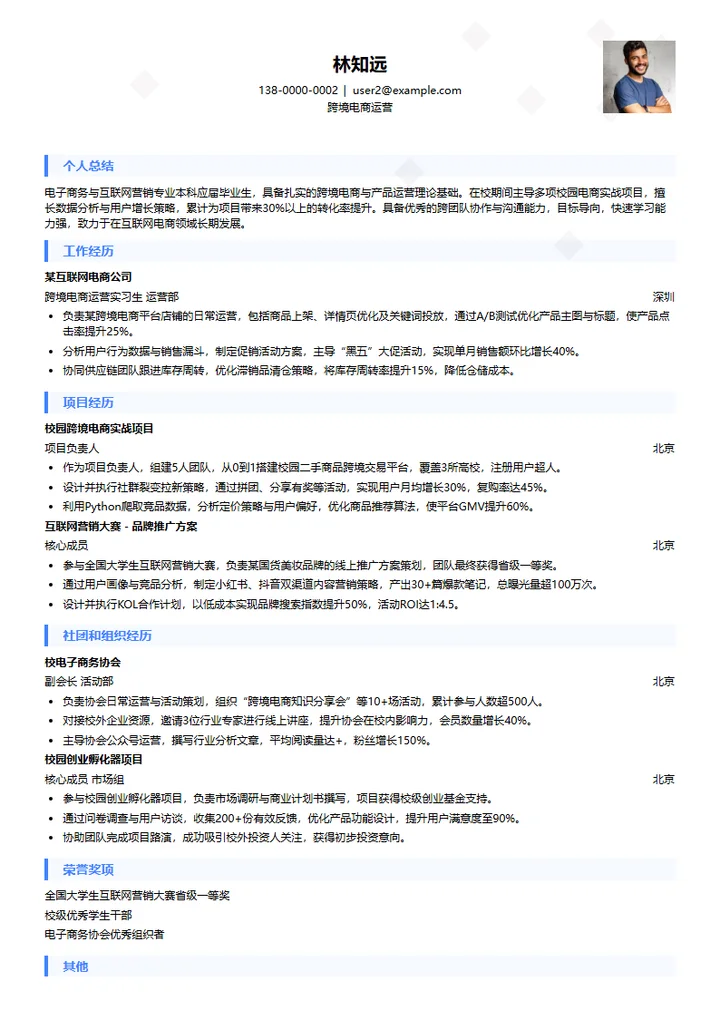 林知远
138-0000-0002 | user2@example.com
跨境电商运营
个人总结
电子商务与互联网营销专业本科应届毕业生，具备扎实的跨境电商与产品运营理论基础。在校期间主导多项校园电商实战项目，擅
长数据分析与用户增长策略，累计为项目带来30%以上的转化率提升。具备优秀的跨团队协作与沟通能力，目标导向，快速学习能
力强，致力于在互联网电商领域长期发展。
工作经历
某互联网电商公司
跨境电商运营实习生 运营部 深圳
• 负责某跨境电商平台店铺的日常运营，包括商品上架、详情页优化及关键词投放，通过A/B测试优化产品主图与标题，使产品点
击率提升25%。
• 分析用户行为数据与销售漏斗，制定促销活动方案，主导“黑五”大促活动，实现单月销售额环比增长40%。
• 协同供应链团队跟进库存周转，优化滞销品清仓策略，将库存周转率提升15%，降低仓储成本。
项目经历
校园跨境电商实战项目
项目负责人 北京
• 作为项目负责人，组建5人团队，从0到1搭建校园二手商品跨境交易平台，覆盖3所高校，注册用户超人。
• 设计并执行社群裂变拉新策略，通过拼团、分享有奖等活动，实现用户月均增长30%，复购率达45%。
• 利用Python爬取竞品数据，分析定价策略与用户偏好，优化商品推荐算法，使平台GMV提升60%。
互联网营销大赛 - 品牌推广方案
核心成员 北京
• 参与全国大学生互联网营销大赛，负责某国货美妆品牌的线上推广方案策划，团队最终获得省级一等奖。
• 通过用户画像与竞品分析，制定小红书、抖音双渠道内容营销策略，产出30+篇爆款笔记，总曝光量超100万次。
• 设计并执行KOL合作计划，以低成本实现品牌搜索指数提升50%，活动ROI达1:4.5。
社团和组织经历
校电子商务协会
副会长 活动部 北京
• 负责协会日常运营与活动策划，组织“跨境电商知识分享会”等10+场活动，累计参与人数超500人。
• 对接校外企业资源，邀请3位行业专家进行线上讲座，提升协会在校内影响力，会员数量增长40%。
• 主导协会公众号运营，撰写行业分析文章，平均阅读量达+，粉丝增长150%。
校园创业孵化器项目
核心成员 市场组 北京
• 参与校园创业孵化器项目，负责市场调研与商业计划书撰写，项目获得校级创业基金支持。
• 通过问卷调查与用户访谈，收集200+份有效反馈，优化产品功能设计，提升用户满意度至90%。
• 协助团队完成项目路演，成功吸引校外投资人关注，获得初步投资意向。
荣誉奖项
全国大学生互联网营销大赛省级一等奖
校级优秀学生干部
电子商务协会优秀组织者
其他